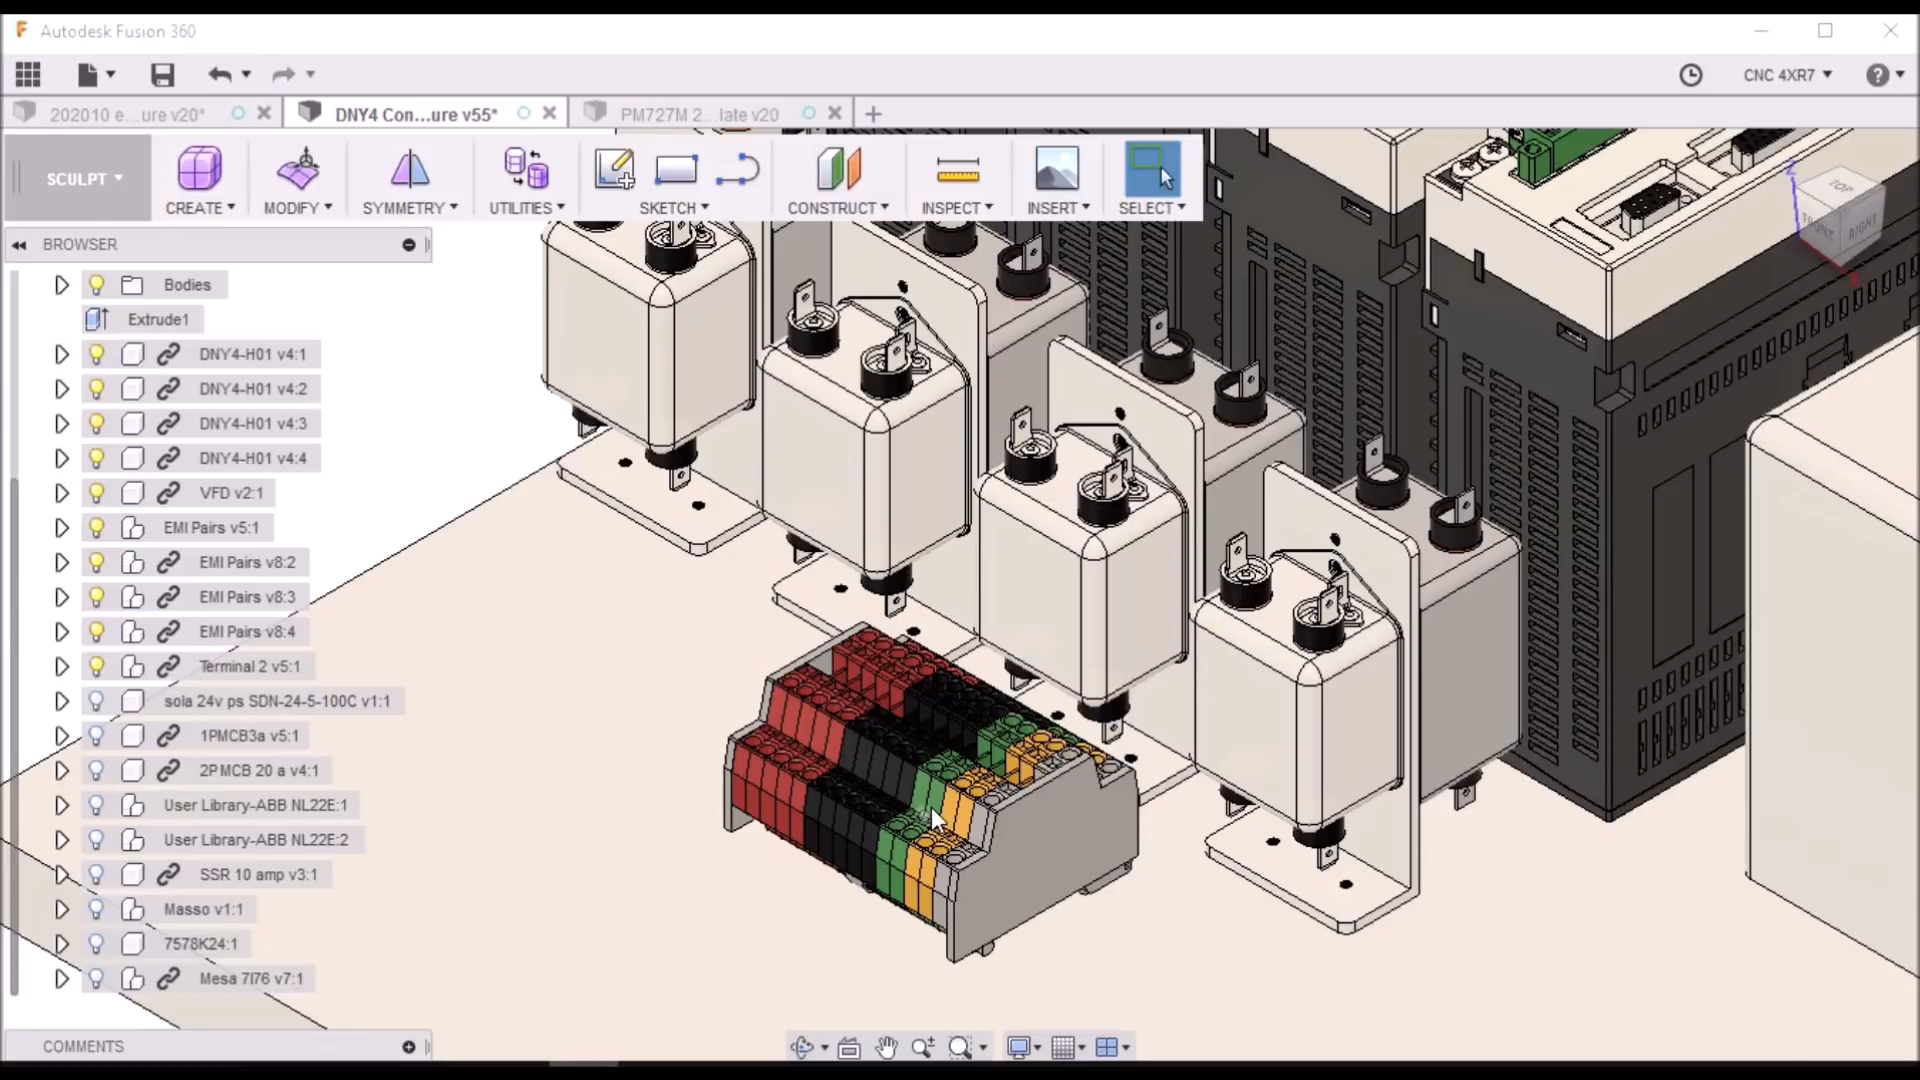 Autodesk Fusion 360
CNC 4XR7
202010 e...ure v20*
DNY4 Con...ure v55*
PM727M 2...late v20
SCULPT
CREATE
MODIFY
SYMMETRY
UTILITIES
SKETCH
CONSTRUCT
INSPECT
INSERT
SELECT
TOP
FRONT
RIGHT
Z
X
BROWSER
Bodies
Extrude1
DNY4-H01 v4:1
DNY4-H01 v4:2
DNY4-H01 v4:3
DNY4-H01 v4:4
VFD v2:1
EMI Pairs v5:1
EMI Pairs v8:2
EMI Pairs v8:3
EMI Pairs v8:4
Terminal 2 v5:1
sola 24v ps SDN-24-5-100C v1:1
1PMCB3a v5:1
2PMCB 20 a v4:1
User Library-ABB NL22E:1
User Library-ABB NL22E:2
SSR 10 amp v3:1
Masso v1:1
7578K24:1
Mesa 7I76 v7:1
COMMENTS